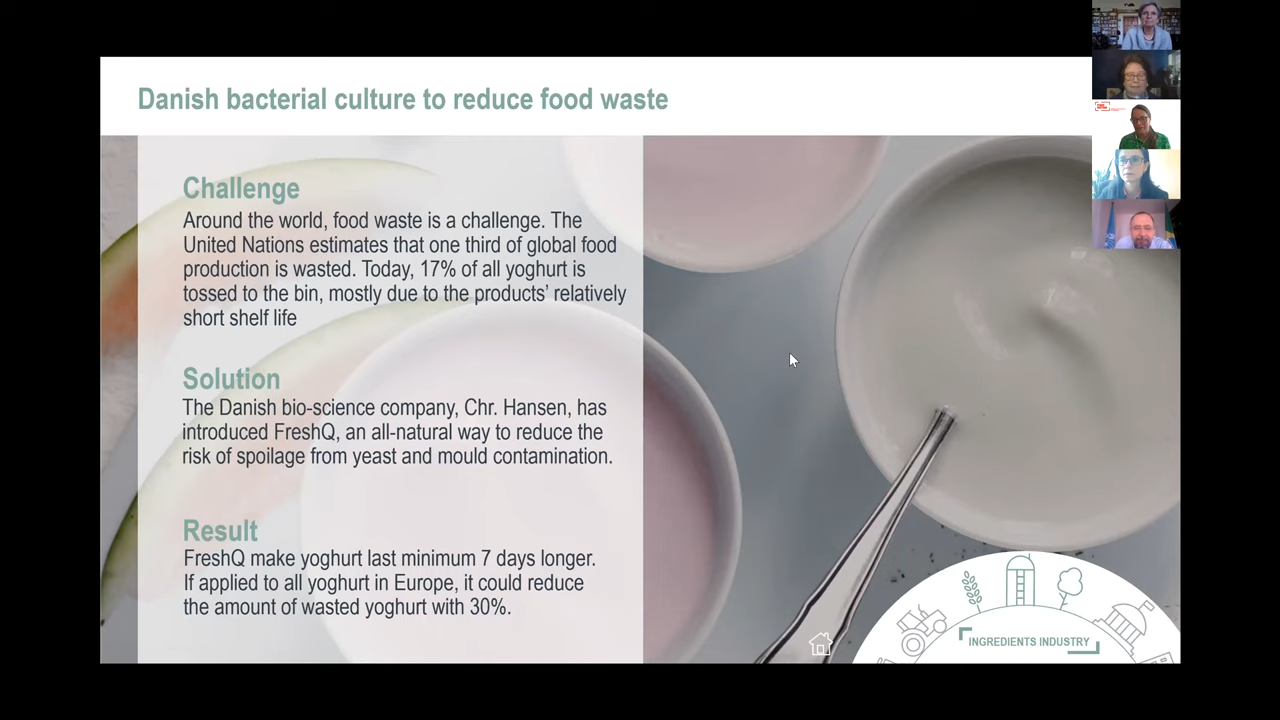 Danish bacterial culture to reduce food waste
Challenge
Around the world, food waste is a challenge. The
United Nations estimates that one third of global food
production is wasted. Today, 17% of all yoghurt is
tossed to the bin, mostly due to the products’ relatively
short shelf life
Solution
The Danish bio-science company, Chr. Hansen, has
introduced FreshQ, an all-natural way to reduce the
risk of spoilage from yeast and mould contamination.
Result
FreshQ make yoghurt last minimum 7 days longer.
If applied to all yoghurt in Europe, it could reduce
the amount of wasted yoghurt with 30%.
INGREDIENTS INDUSTRY